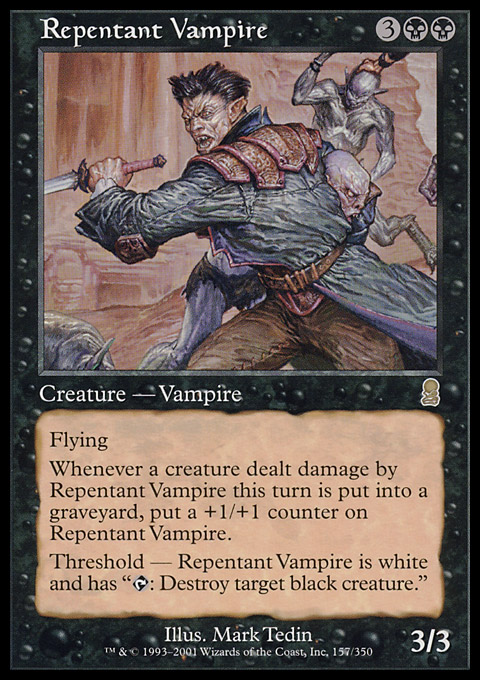 Repentant Vampire 3
Creature — Vampire
Flying
Whenever a creature dealt damage by
Repentant Vampire this turn is put into a
graveyard, put a +1/+1 counter on
Repentant Vampire.
Threshold — Repentant Vampire is white
and has “: Destroy target black creature.”
Illus. Mark Tedin
™ & © 1993–2001 Wizards of the Coast, Inc. 157/350
3/3